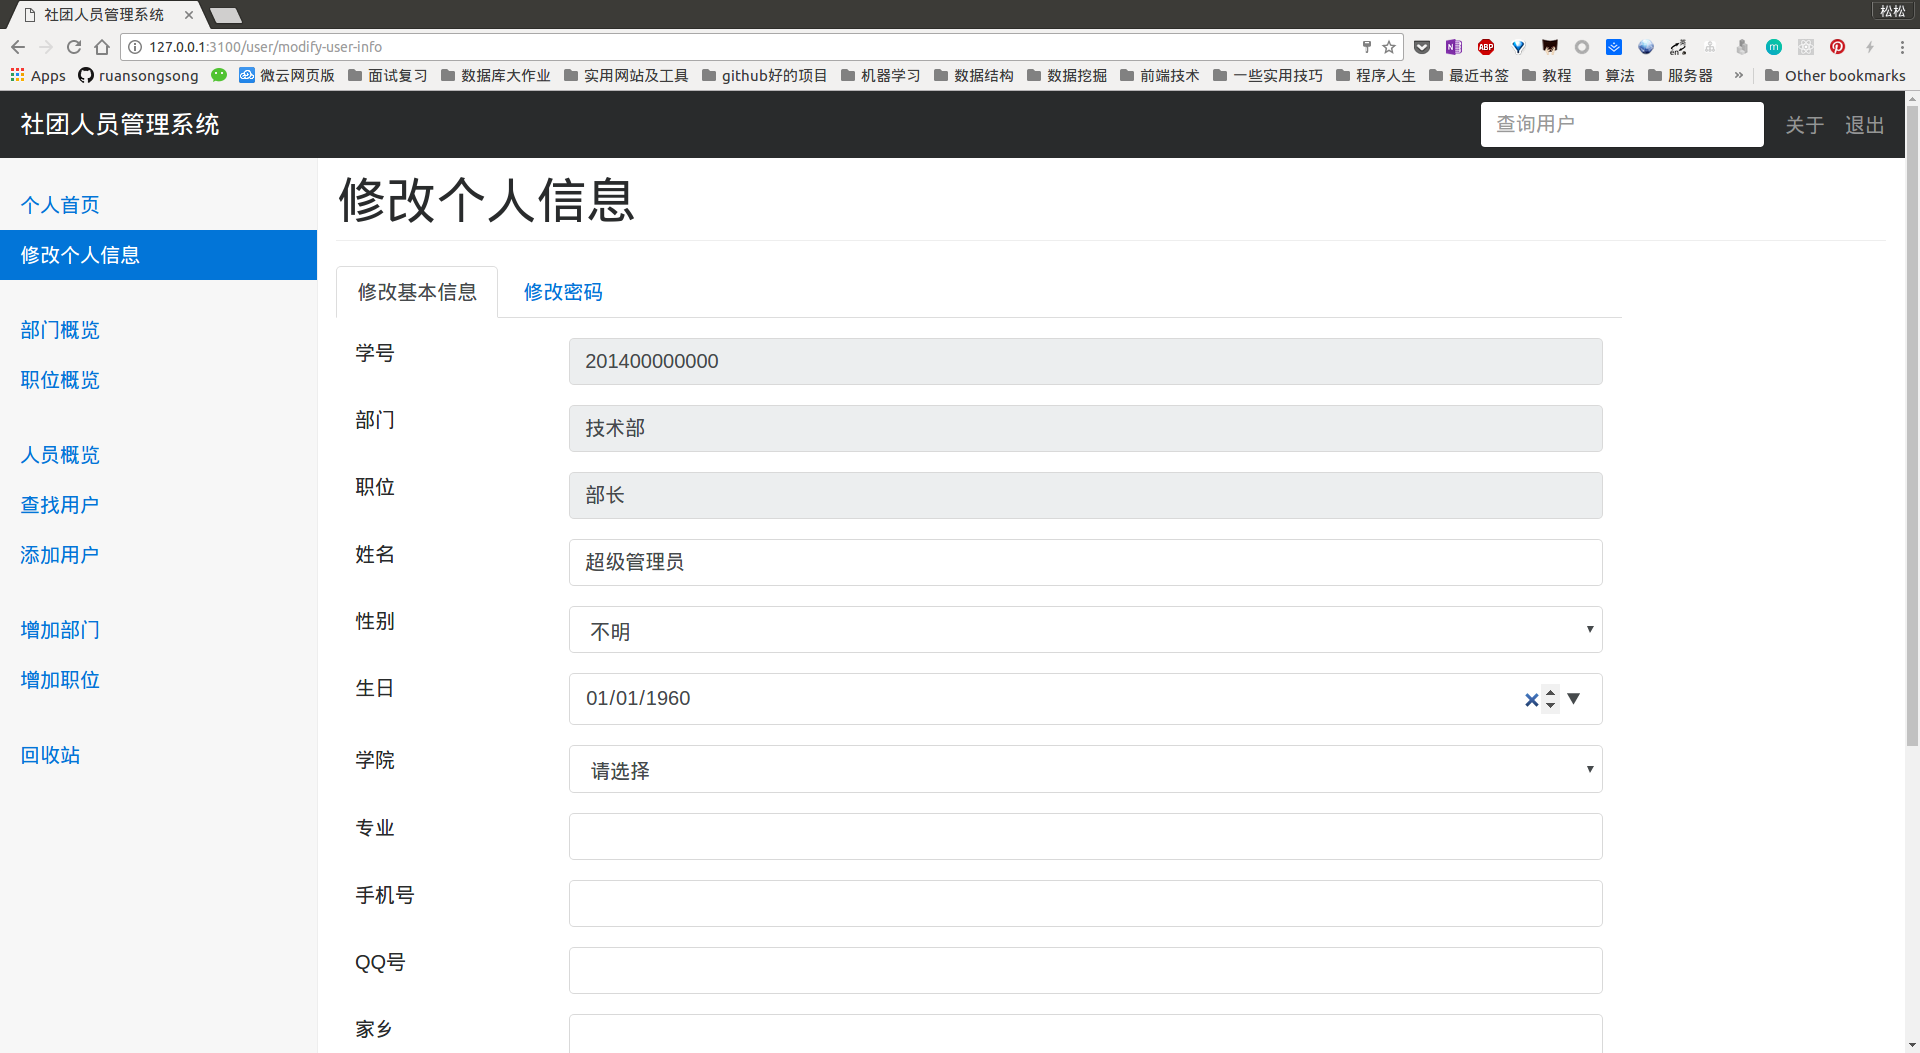 社团人员管理系统
松松
127.0.0.1:3100/user/modify-user-info
Apps ruansongsong 微云网页版 面试复习 数据库大作业 实用网站及工具 github好的项目 机器学习 数据结构 数据挖掘 前端技术 一些实用技巧 程序人生 最近书签 教程 算法 服务器 » Other bookmarks
社团人员管理系统
查询用户
关于 退出
个人首页
修改个人信息
部门概览
职位概览
人员概览
查找用户
添加用户
增加部门
增加职位
回收站
修改个人信息
修改基本信息 修改密码
学号 201400000000
部门 技术部
职位 部长
姓名 超级管理员
性别 不明
生日 01/01/1960
学院 请选择
专业
手机号
QQ号
家乡